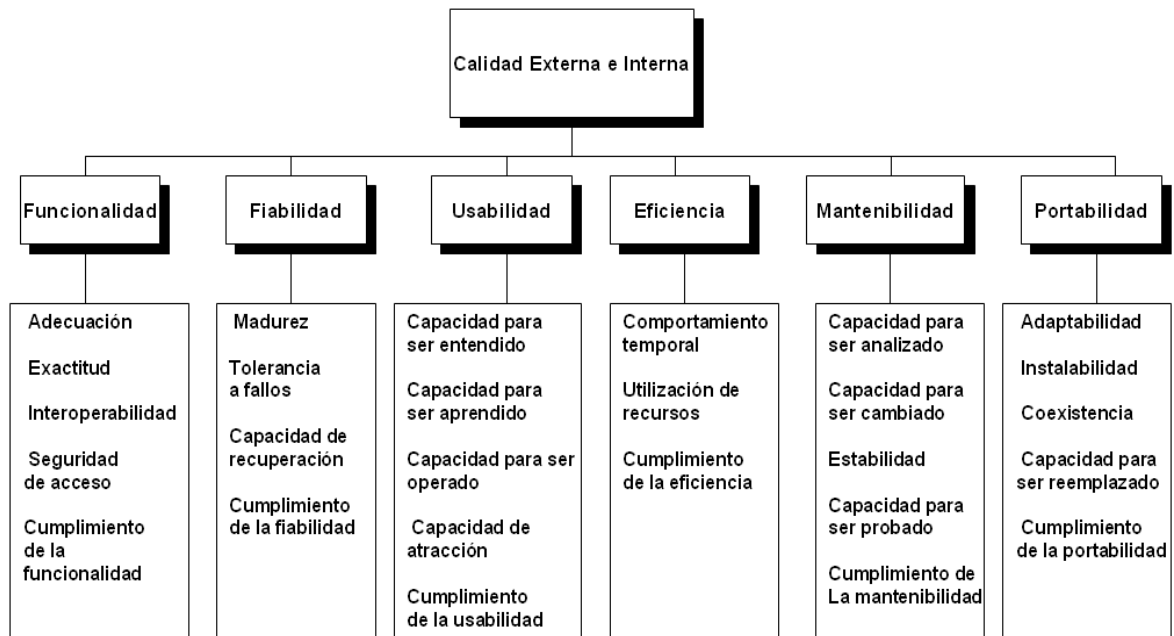 Calidad Externa e Interna
Funcionalidad
Fiabilidad
Usabilidad
Eficiencia
Mantenibilidad
Portabilidad
Adecuación
Exactitud
Interoperabilidad
Seguridad
de acceso
Cumplimiento
de la
funcionalidad
Madurez
Tolerancia
a fallos
Capacidad de
recuperación
Cumplimiento
de la fiabilidad
Capacidad para
ser entendido
Capacidad para
ser aprendido
Capacidad para ser
operado
Capacidad de
atracción
Cumplimiento
de la usabilidad
Comportamiento
temporal
Utilización de
recursos
Cumplimiento
de la eficiencia
Capacidad para
ser analizado
Capacidad para
ser cambiado
Estabilidad
Capacidad para
ser probado
Cumplimiento de
La mantenibilidad
Adaptabilidad
Instalabilidad
Coexistencia
Capacidad para
ser reemplazado
Cumplimiento
de la portabilidad